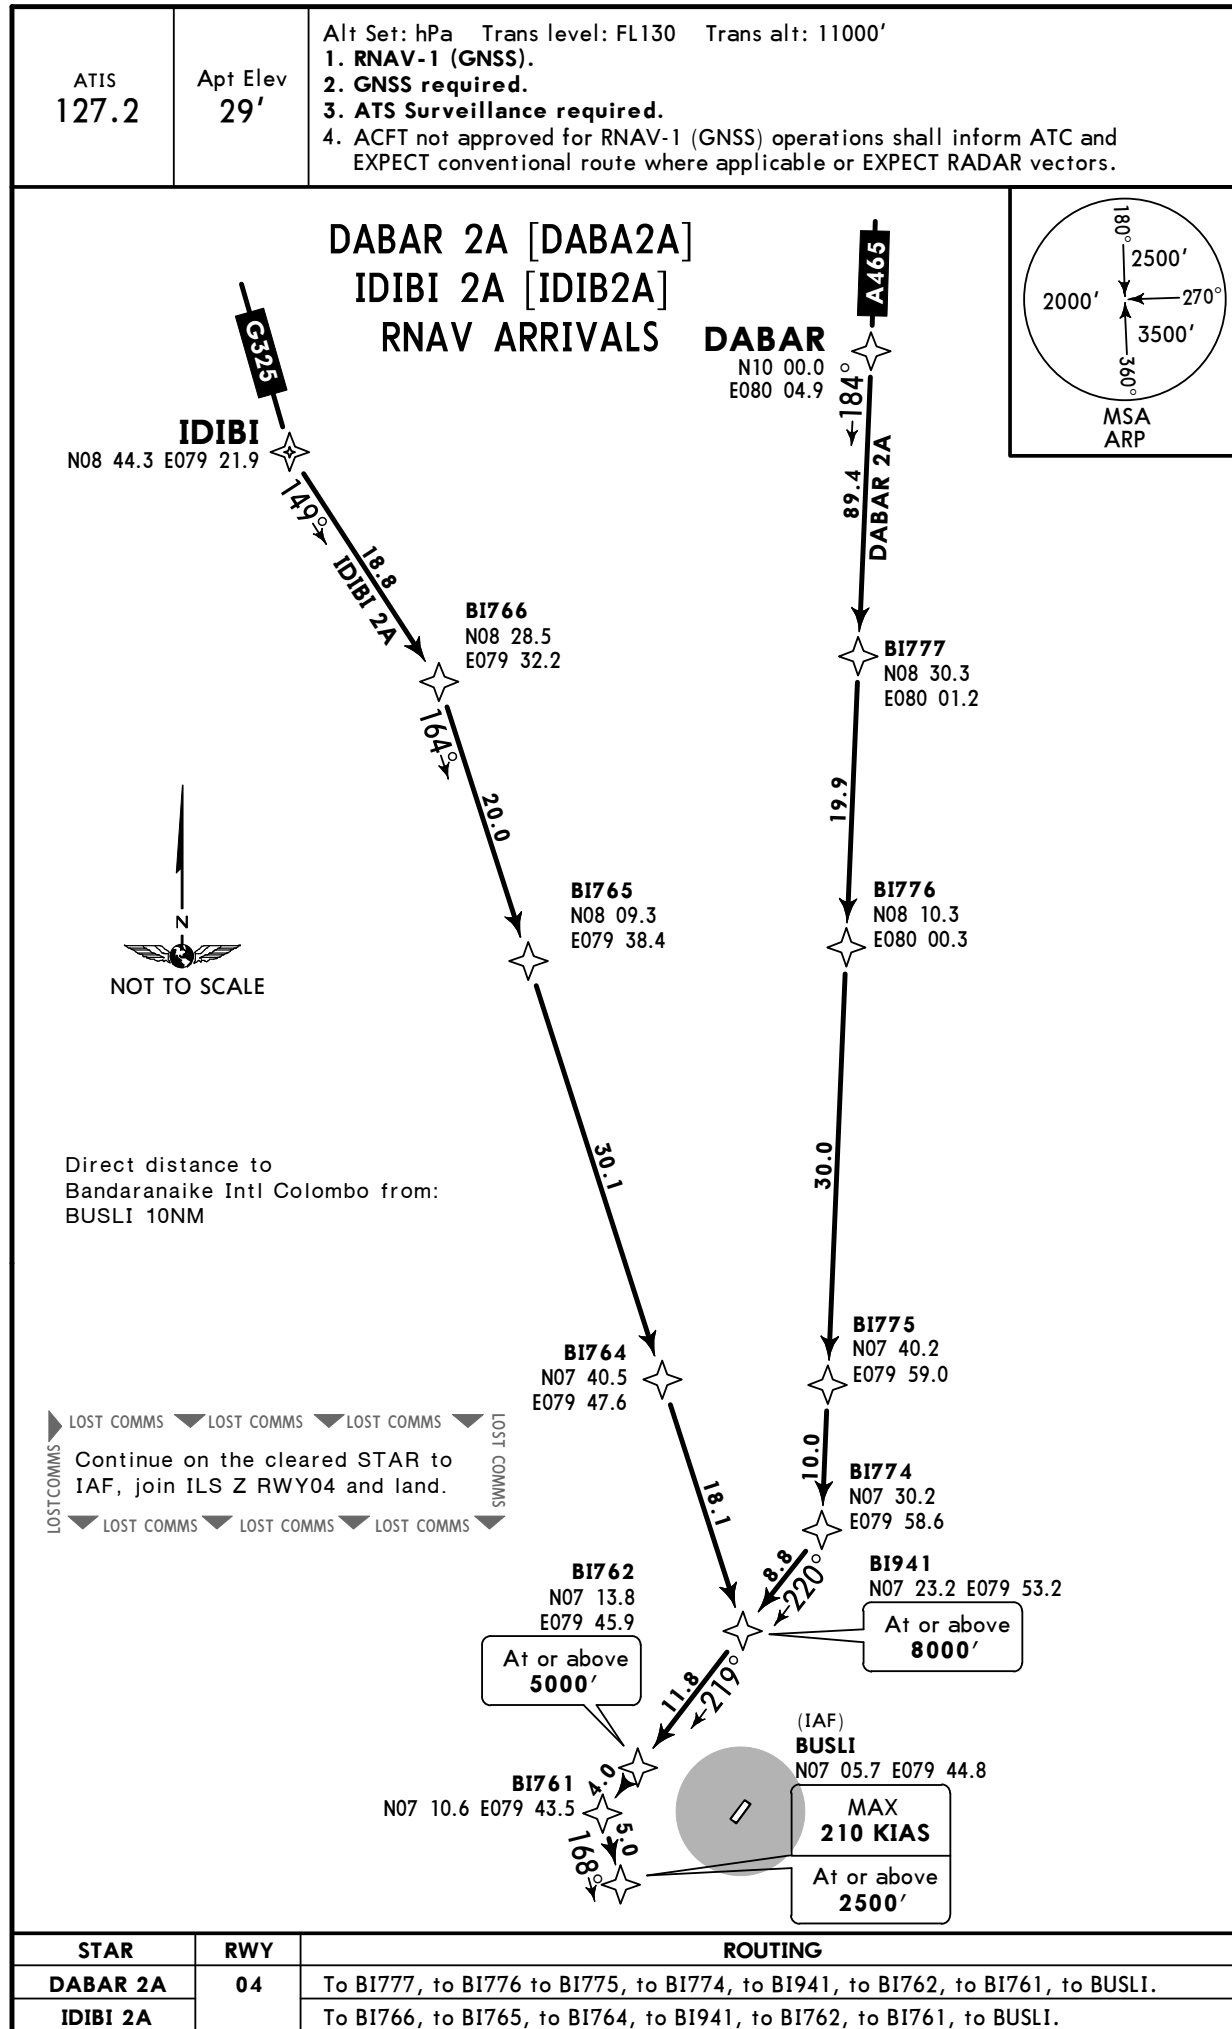 ATIS
127.2
Apt Elev
29'
Alt Set: hPa Trans level: FL130 Trans alt: 11000'
1. RNAV-1 (GNSS).
2. GNSS required.
3. ATS Surveillance required.
4. ACFT not approved for RNAV-1 (GNSS) operations shall inform ATC and
EXPECT conventional route where applicable or EXPECT RADAR vectors.
DABAR 2A [DABA2A]
IDIBI 2A [IDIB2A]
RNAV ARRIVALS
180°
2500'
2000'
270°
3500'
360°
MSA
ARP
A465
DABAR
N10 00.0
E080 04.9
184°
89.4
DABAR 2A
G325
IDIBI
N08 44.3 E079 21.9
149°
18.8
IDIBI 2A
BI766
N08 28.5
E079 32.2
164°
20.0
BI777
N08 30.3
E080 01.2
19.9
BI765
N08 09.3
E079 38.4
BI776
N08 10.3
E080 00.3
N
NOT TO SCALE
30.1
30.0
Direct distance to
Bandaranaike Intl Colombo from:
BUSLI 10NM
BI764
N07 40.5
E079 47.6
BI775
N07 40.2
E079 59.0
LOST COMMS LOST COMMS LOST COMMS
LOST COMMS
LOSTCOMMS
Continue on the cleared STAR to
IAF, join ILS Z RWY04 and land.
LOST COMMS LOST COMMS LOST COMMS
18.1
10.0
BI774
N07 30.2
E079 58.6
8.8
220°
BI941
N07 23.2 E079 53.2
At or above
8000'
BI762
N07 13.8
E079 45.9
At or above
5000'
11.8
219°
BI761
N07 10.6 E079 43.5
4.0
5.0
168°
(IAF)
BUSLI
N07 05.7 E079 44.8
MAX
210 KIAS
At or above
2500'
STAR RWY ROUTING
DABAR 2A 04 To BI777, to BI776 to BI775, to BI774, to BI941, to BI762, to BI761, to BUSLI.
IDIBI 2A To BI766, to BI765, to BI764, to BI941, to BI762, to BI761, to BUSLI.